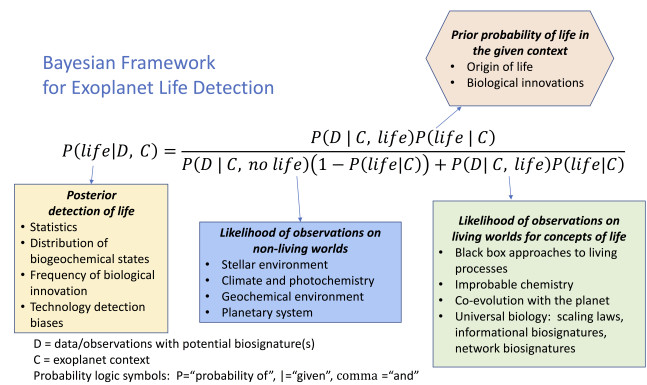 Prior probability of life in
the given context
• Origin of life
• Biological innovations
Bayesian Framework
for Exoplanet Life Detection
P(life|D, C) = P(D | C, life)P(life | C)
P(D | C, no life)(1 − P(life|C)) + P(D| C, life)P(life|C)
Posterior
detection of life
• Statistics
• Distribution of
biogeochemical states
• Frequency of biological
innovation
• Technology detection
biases
Likelihood of observations on
non-living worlds
• Stellar environment
• Climate and photochemistry
• Geochemical environment
• Planetary system
Likelihood of observations on
living worlds for concepts of life
• Black box approaches to living
processes
• Improbable chemistry
• Co-evolution with the planet
• Universal biology: scaling laws,
informational biosignatures,
network biosignatures
D = data/observations with potential biosignature(s)
C = exoplanet context
Probability logic symbols: P=“probability of”, |=“given”, comma =“and”